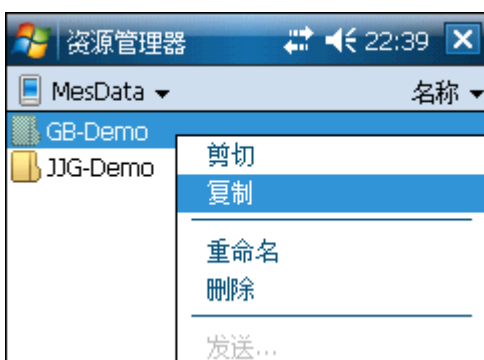 资源管理器 22:39
MesData 名称
GB-Demo
JJG-Demo
剪切
复制
重命名
删除
发送...